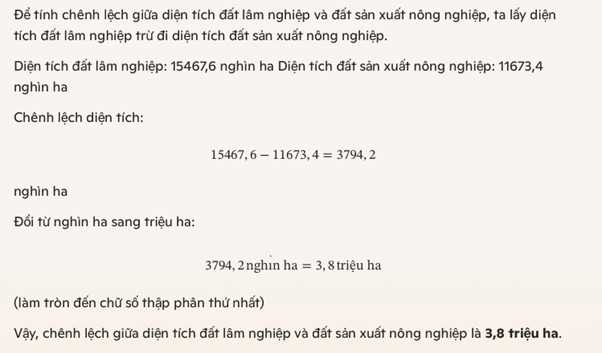 Để tính chênh lệch giữa diện tích đất lâm nghiệp và đất sản xuất nông nghiệp, ta lấy diện
tích đất lâm nghiệp trừ đi diện tích đất sản xuất nông nghiệp.
Diện tích đất lâm nghiệp: 15467,6 nghìn ha Diện tích đất sản xuất nông nghiệp: 11673,4
nghìn ha
Chênh lệch diện tích:
15467,6 − 11673,4 = 3794,2
nghìn ha
Đổi từ nghìn ha sang triệu ha:
3794,2 nghìn ha = 3,8 triệu ha
(làm tròn đến chữ số thập phân thứ nhất)
Vậy, chênh lệch giữa diện tích đất lâm nghiệp và đất sản xuất nông nghiệp là 3,8 triệu ha.